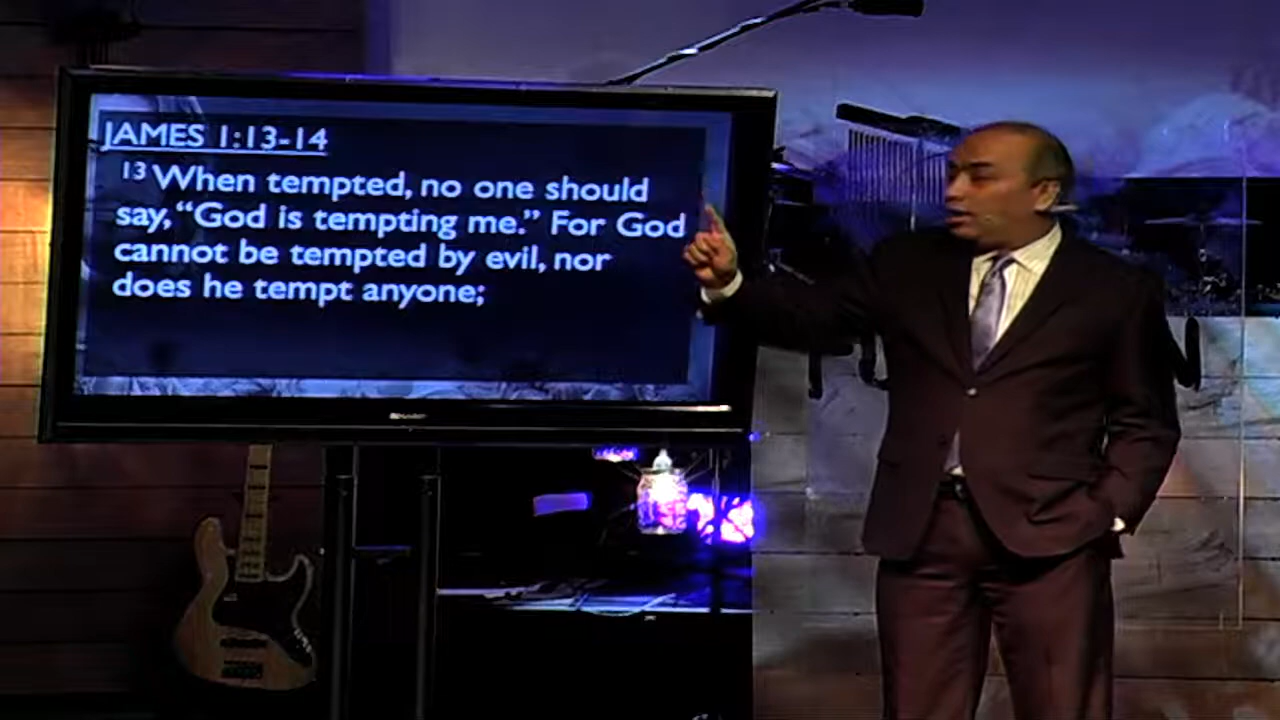 JAMES 1:13-14
13 When tempted, no one should
say, “God is tempting me.” For God
cannot be tempted by evil, nor
does he tempt anyone;
SHARP